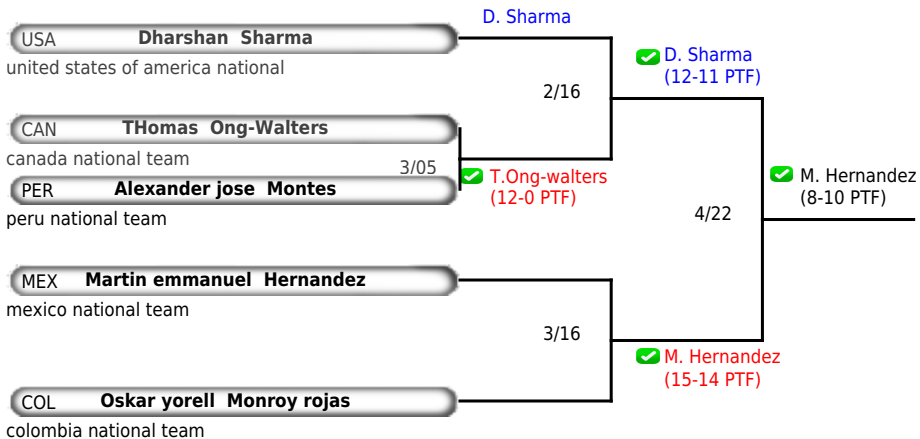 D. Sharma
USA Dharshan Sharma
united states of america national
D. Sharma
(12-11 PTF)
2/16
CAN THomas Ong-Walters
canada national team
3/05
T.Ong-walters
(12-0 PTF)
PER Alexander jose Montes
peru national team
M. Hernandez
(8-10 PTF)
4/22
MEX Martin emmanuel Hernandez
mexico national team
3/16
M. Hernandez
(15-14 PTF)
COL Oskar yorell Monroy rojas
colombia national team